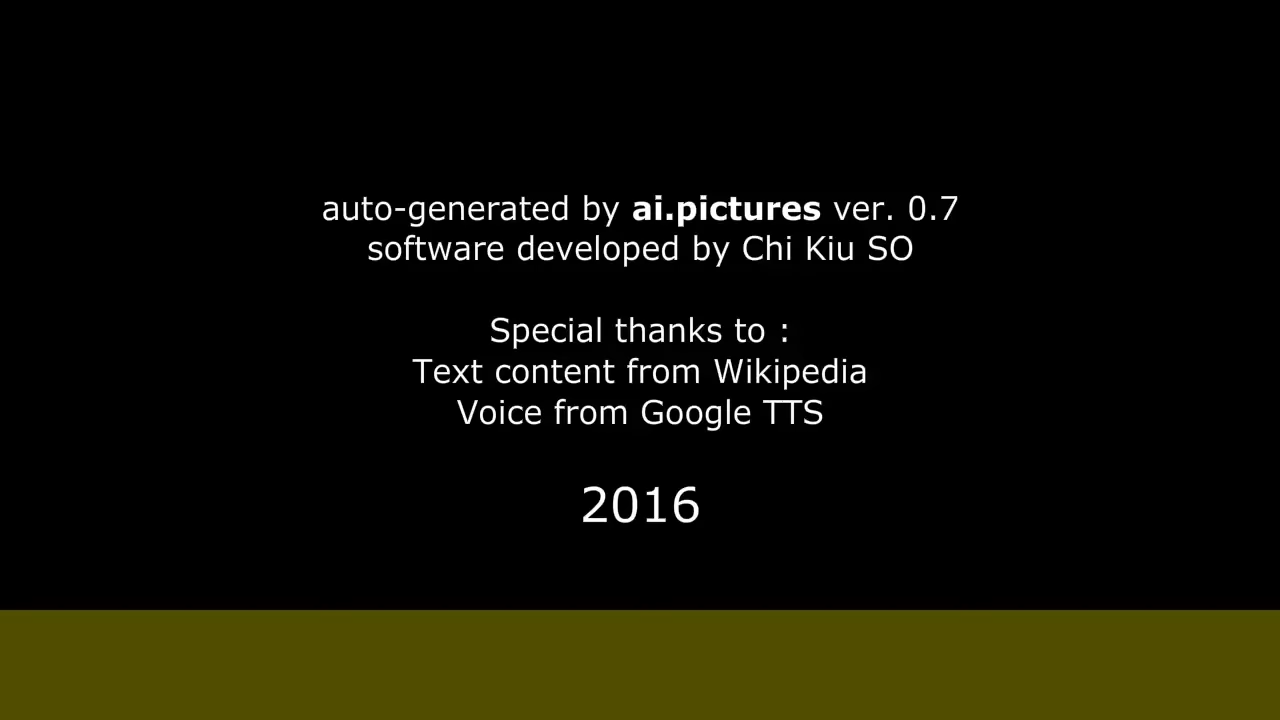 auto-generated by ai.pictures ver. 0.7
software developed by Chi Kiu SO
Special thanks to :
Text content from Wikipedia
Voice from Google TTS
2016